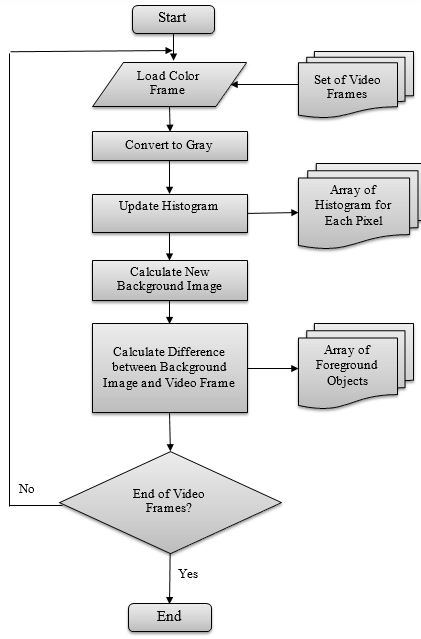 Start
Load Color
Frame
Set of Video
Frames
Convert to Gray
Update Histogram
Array of
Histogram for
Each Pixel
Calculate New
Background Image
Calculate Difference
between Background
Image and Video Frame
Array of
Foreground
Objects
End of Video
Frames?
No
Yes
End